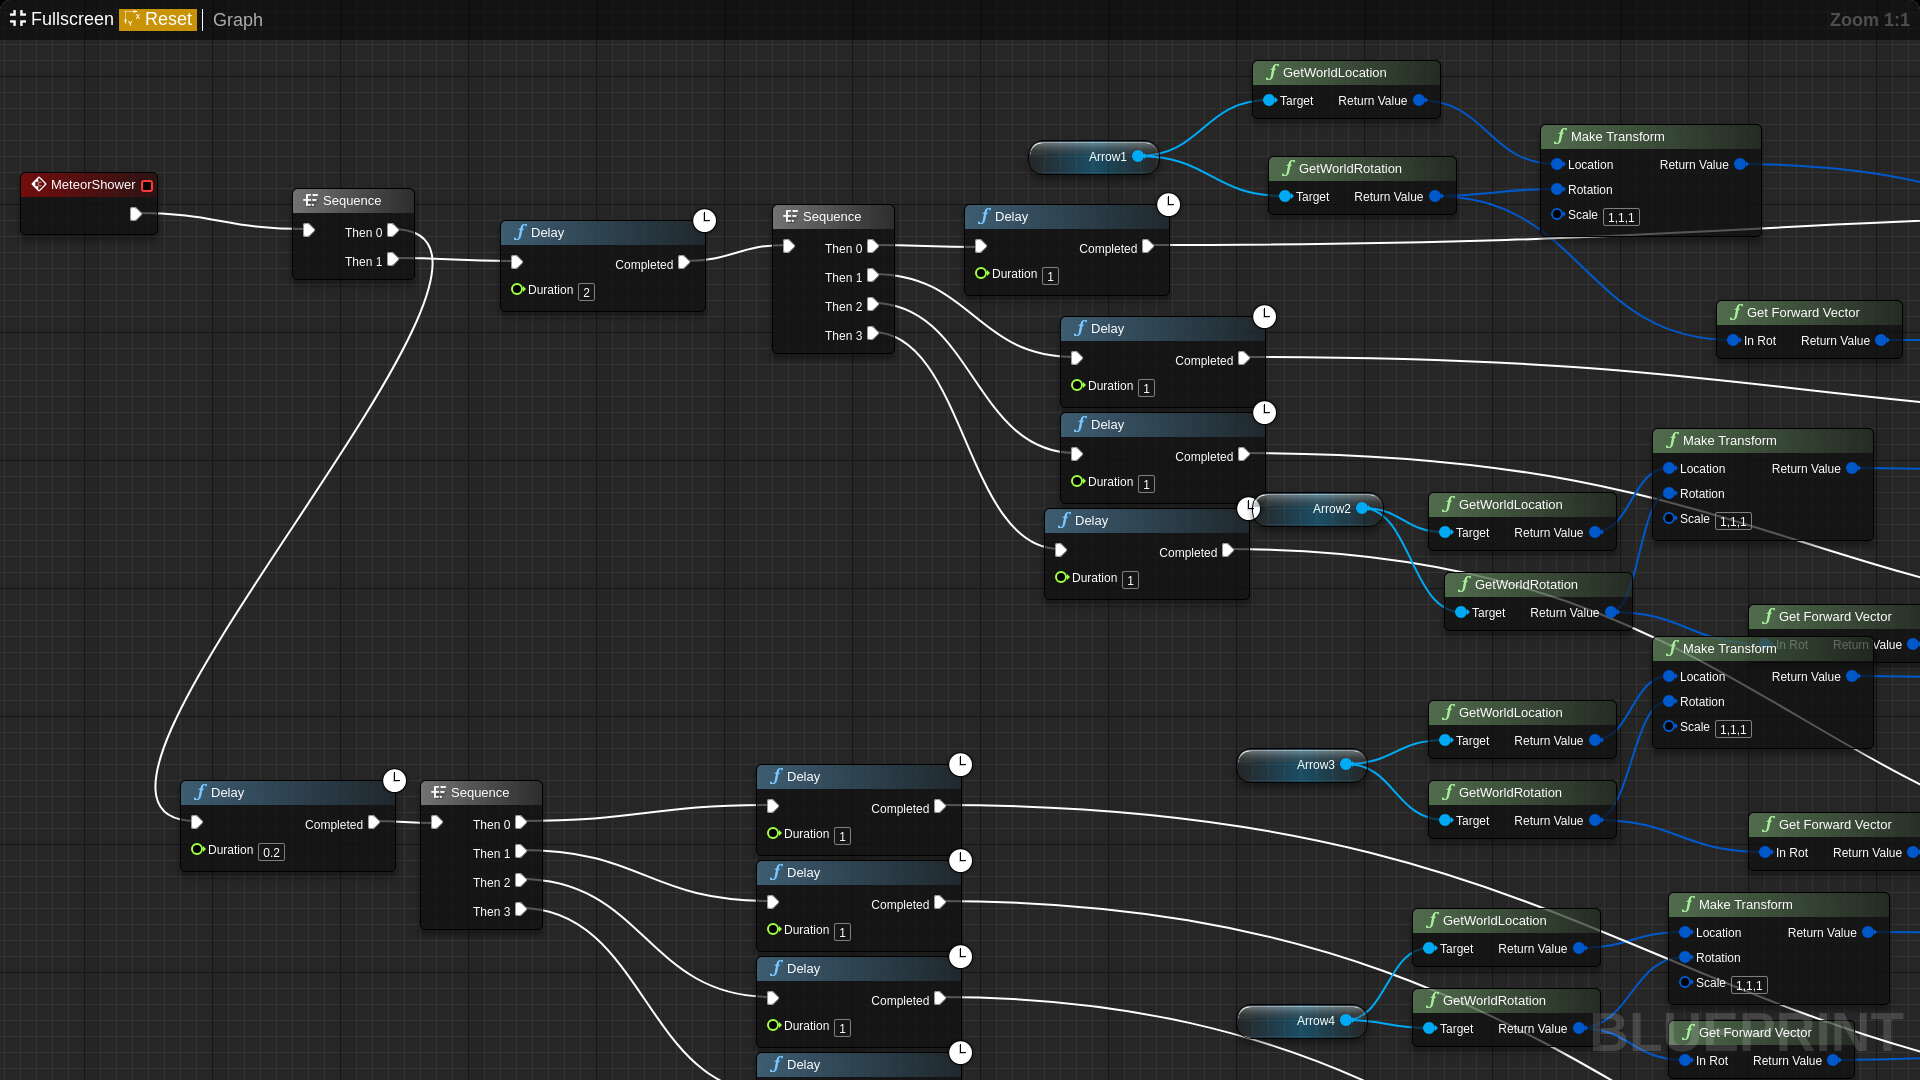 Fullscreen Reset Graph Zoom 1:1
GetWorldLocation
Target Return Value
Arrow1
GetWorldRotation
Target Return Value
Make Transform
Location Return Value
Rotation
Scale 1,1,1
MeteorShower
Sequence
Then 0
Then 1
Delay
Completed
Duration 2
Sequence
Then 0
Then 1
Then 2
Then 3
Delay
Completed
Duration 1
Get Forward Vector
In Rot Return Value
Delay
Completed
Duration 1
Delay
Completed
Duration 1
Delay
Completed
Duration 1
Arrow2
GetWorldLocation
Target Return Value
GetWorldRotation
Target Return Value
Make Transform
Location Return Value
Rotation
Scale 1,1,1
Get Forward Vector
In Rot Return Value
Make Transform
Location Return Value
Rotation
Scale 1,1,1
Arrow3
GetWorldLocation
Target Return Value
GetWorldRotation
Target Return Value
Get Forward Vector
In Rot Return Value
Delay
Completed
Duration 0.2
Sequence
Then 0
Then 1
Then 2
Then 3
Delay
Completed
Duration 1
Delay
Completed
Duration 1
Delay
Completed
Duration 1
Delay
Arrow4
GetWorldLocation
Target Return Value
GetWorldRotation
Target Return Value
Make Transform
Location Return Value
Rotation
Scale 1,1,1
Get Forward Vector
In Rot Return Value
BLUEPRINT